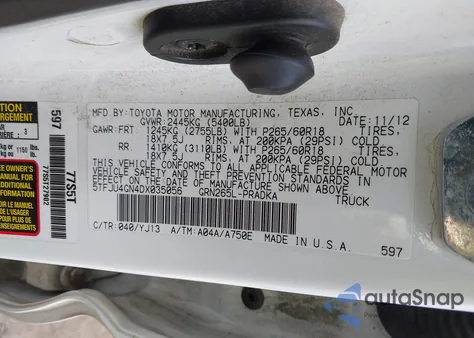 MFD. BY: TOYOTA MOTOR MANUFACTURING, TEXAS, INC.
GVWR: 2445KG (5400LB) DATE: 11/12
GAWR: FRT 1245KG (2755LB) WITH P265/60R18 TIRES,
18X7.5J RIMS, AT 200KPA (29PSI) COLD
RR 1410KG (3110LB) WITH P265/60R18 TIRES,
18X7.5J RIMS, AT 200KPA (29PSI) COLD
THIS VEHICLE CONFORMS TO ALL APPLICABLE FEDERAL MOTOR
VEHICLE SAFETY STANDARDS IN EFFECT ON THE DATE OF
MANUFACTURE SHOWN ABOVE.
5TFJU4GN4DX035056 GRN265L-PRADKA TRUCK
C/TR: 040/YJ13 A/TM: A04A/A750E MADE IN U.S.A. 597
597
77SST
3
1150 lbs.
autoSnap